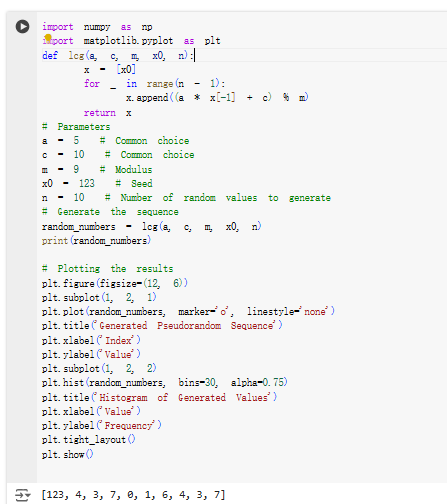 import numpy as np
import matplotlib.pyplot as plt
def lcg(a, c, m, x0, n):
x = [x0]
for _ in range(n - 1):
x.append((a * x[-1] + c) % m)
return x
# Parameters
a = 5 # Common choice
c = 10 # Common choice
m = 9 # Modulus
x0 = 123 # Seed
n = 10 # Number of random values to generate
# Generate the sequence
random_numbers = lcg(a, c, m, x0, n)
print(random_numbers)
# Plotting the results
plt.figure(figsize=(12, 6))
plt.subplot(1, 2, 1)
plt.plot(random_numbers, marker='o', linestyle='none')
plt.title('Generated Pseudorandom Sequence')
plt.xlabel('Index')
plt.ylabel('Value')
plt.subplot(1, 2, 2)
plt.hist(random_numbers, bins=30, alpha=0.75)
plt.title('Histogram of Generated Values')
plt.xlabel('Value')
plt.ylabel('Frequency')
plt.tight_layout()
plt.show()
[123, 4, 3, 7, 0, 1, 6, 4, 3, 7]